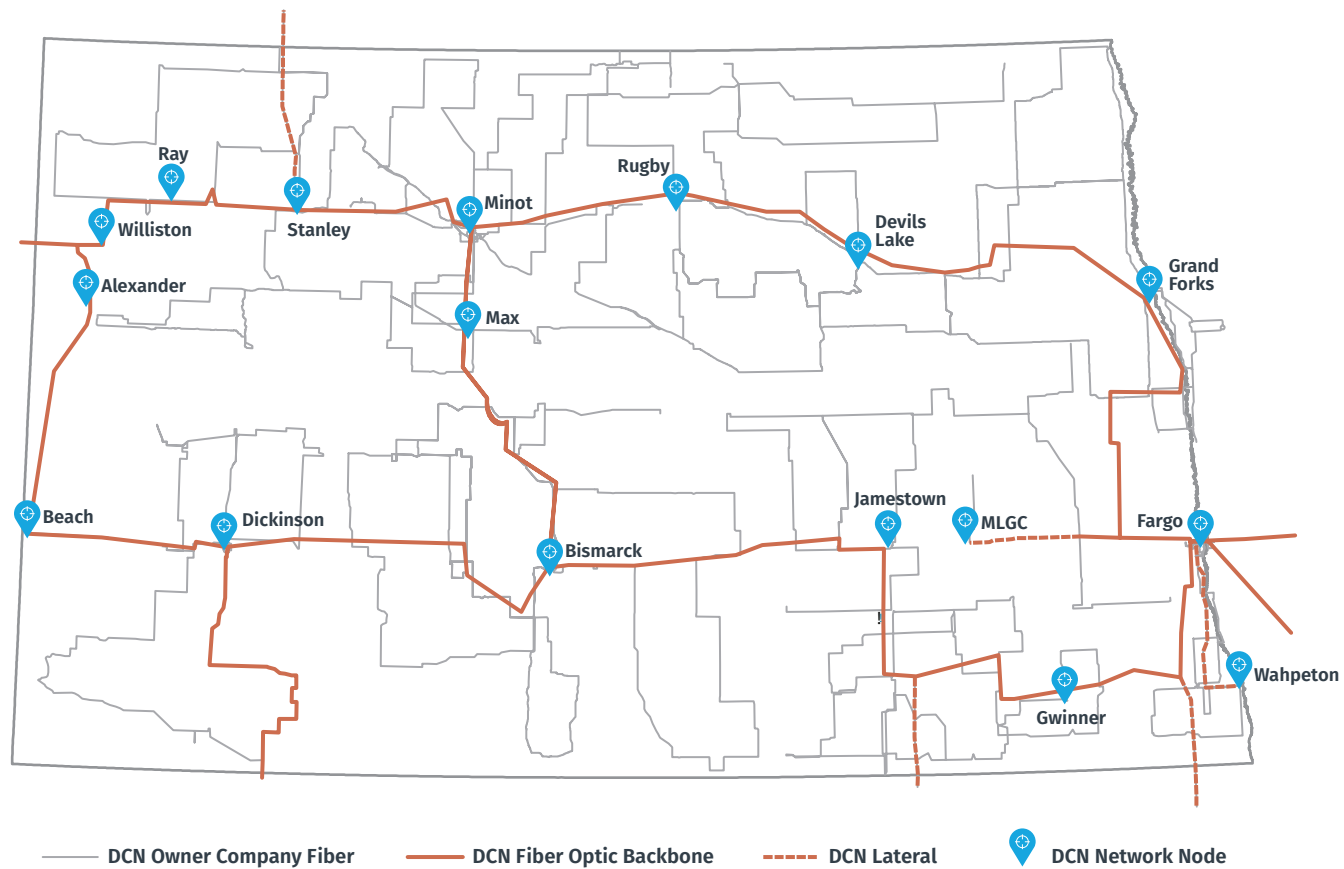 Ray
Rugby
Minot
Williston
Stanley
Devils
Lake
Grand
Forks
Alexander
Max
Jamestown
Beach
Dickinson
MLGC
Fargo
Bismarck
!
Wahpeton
Gwinner
DCN Owner Company Fiber
DCN Fiber Optic Backbone
DCN Lateral
DCN Network Node